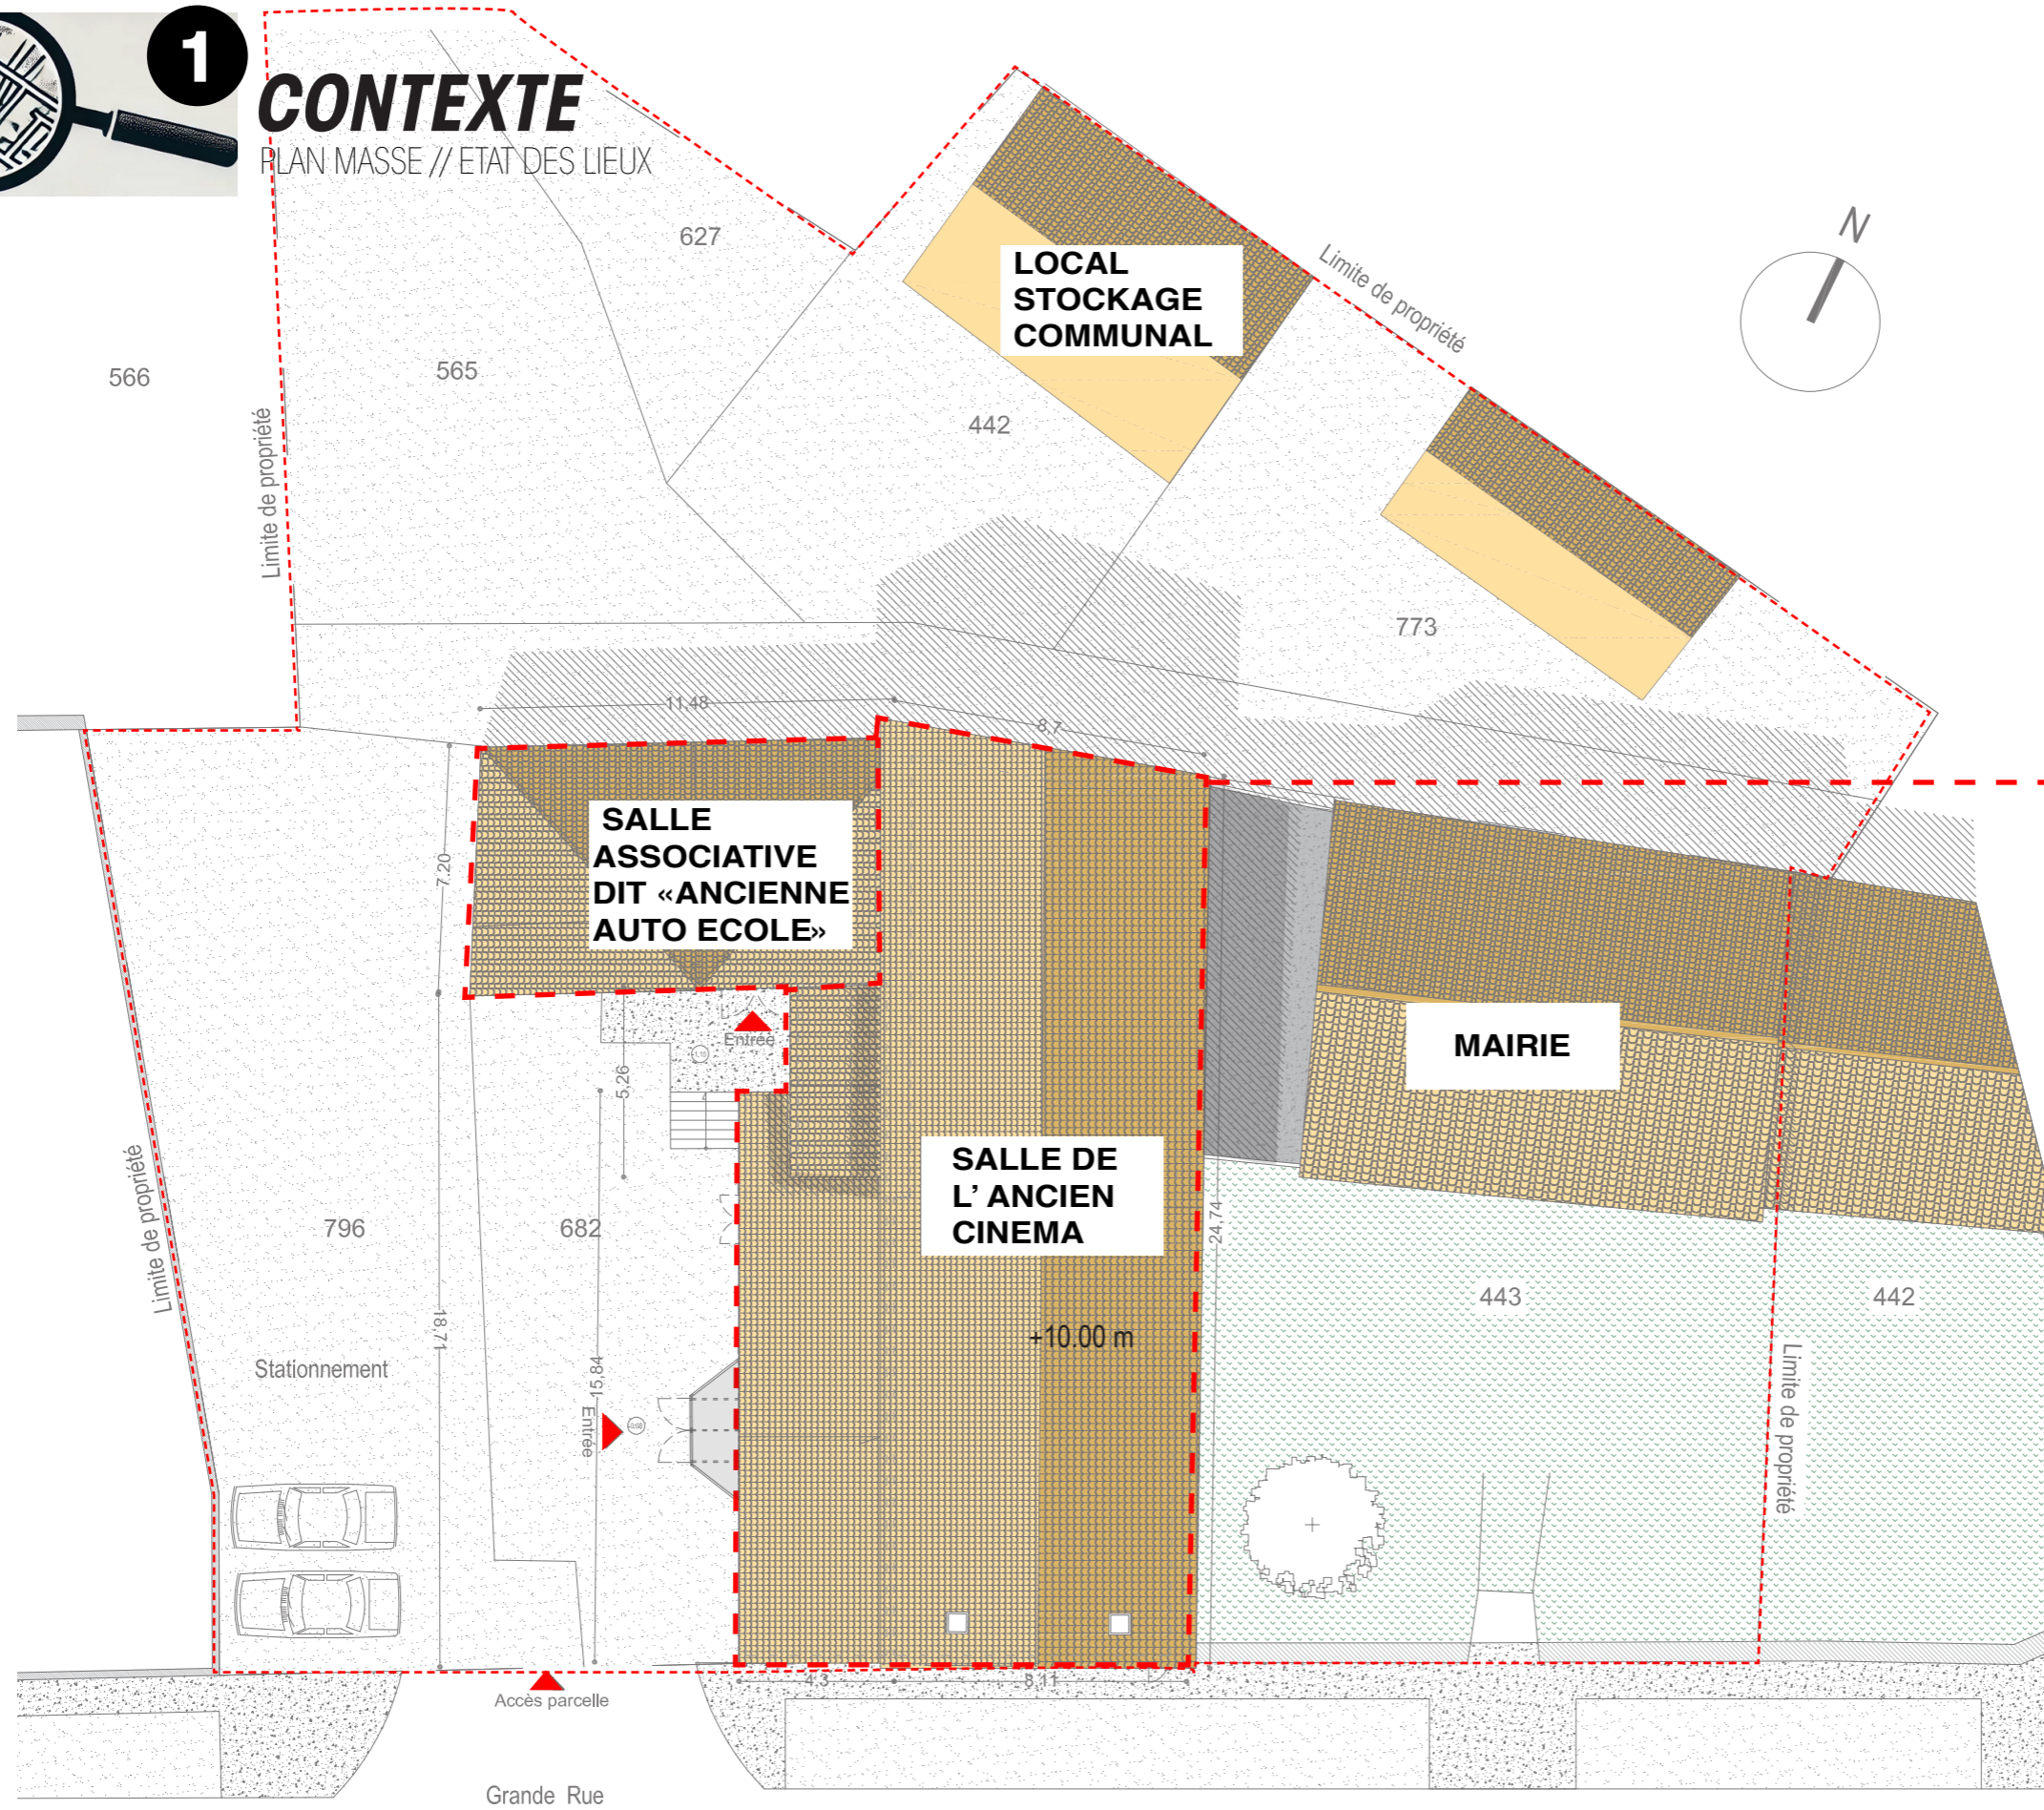 1
CONTEXTE
PLAN MASSE // ETAT DES LIEUX
N
627
LOCAL
STOCKAGE
COMMUNAL
Limite de propriété
566
565
442
Limite de propriété
773
11,48
8,7
SALLE
ASSOCIATIVE
DIT «ANCIENNE
AUTO ECOLE»
7.20
Entrée
MAIRIE
5,26
4
SALLE DE
L' ANCIEN
CINEMA
Limite de propriété
796
682
24,74
443
442
18,71
+10.00 m
Stationnement
15,84
Entrée
Limite de propriété
4,3
8,11
Accès parcelle
Grande Rue